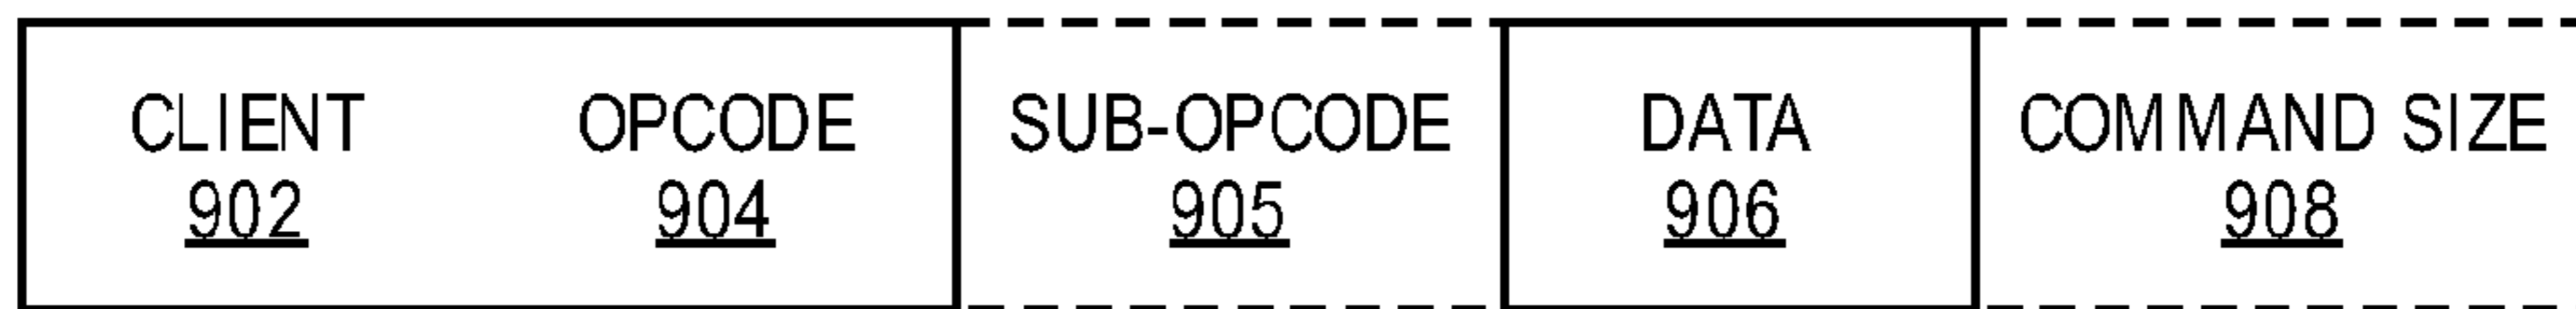 CLIENT OPCODE SUB-OPCODE DATA COMMAND SIZE
902 904 905 906 908